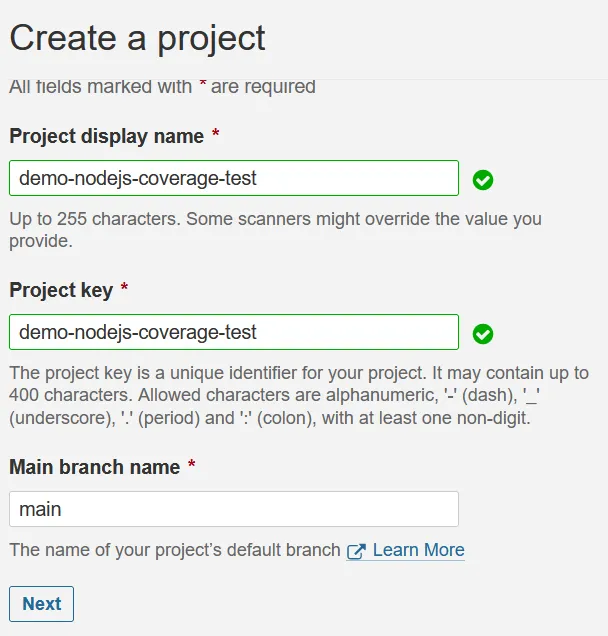 Create a project
All fields marked with * are required
Project display name *
demo-nodejs-coverage-test
Up to 255 characters. Some scanners might override the value you
provide.
Project key *
demo-nodejs-coverage-test
The project key is a unique identifier for your project. It may contain up to
400 characters. Allowed characters are alphanumeric, '-' (dash), '_'
(underscore), '.' (period) and ':' (colon), with at least one non-digit.
Main branch name *
main
The name of your project’s default branch Learn More
Next